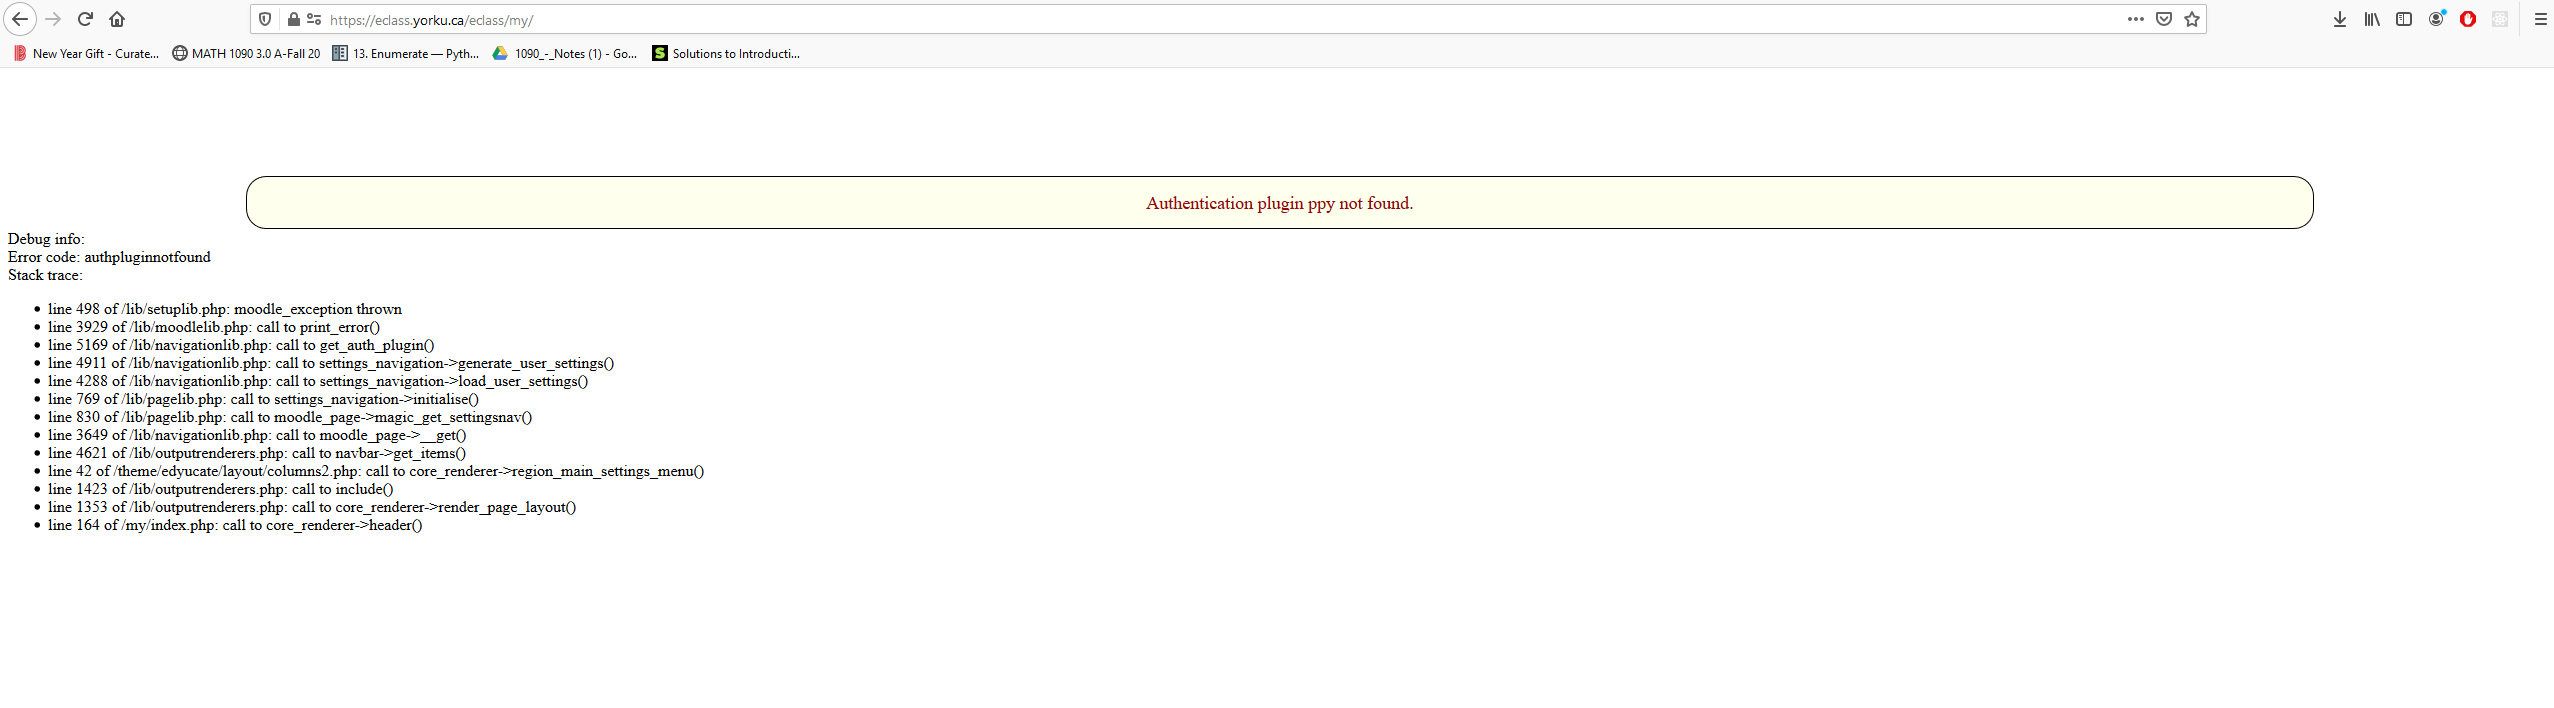 https://eclass.yorku.ca/eclass/my/
New Year Gift - Curate... MATH 1090 3.0 A-Fall 20 13. Enumerate — Pyth... 1090_-_Notes (1) - Go... Solutions to Introducti...
Authentication plugin ppy not found.
Debug info:
Error code: authpluginnotfound
Stack trace:
• line 498 of /lib/setuplib.php: moodle_exception thrown
• line 3929 of /lib/moodlelib.php: call to print_error()
• line 5169 of /lib/navigationlib.php: call to get_auth_plugin()
• line 4911 of /lib/navigationlib.php: call to settings_navigation->generate_user_settings()
• line 4288 of /lib/navigationlib.php: call to settings_navigation->load_user_settings()
• line 769 of /lib/pagelib.php: call to settings_navigation->initialise()
• line 830 of /lib/pagelib.php: call to moodle_page->magic_get_settingsnav()
• line 3649 of /lib/navigationlib.php: call to moodle_page->__get()
• line 4621 of /lib/outputrenderers.php: call to navbar->get_items()
• line 42 of /theme/edyucate/layout/columns2.php: call to core_renderer->region_main_settings_menu()
• line 1423 of /lib/outputrenderers.php: call to include()
• line 1353 of /lib/outputrenderers.php: call to core_renderer->render_page_layout()
• line 164 of /my/index.php: call to core_renderer->header()